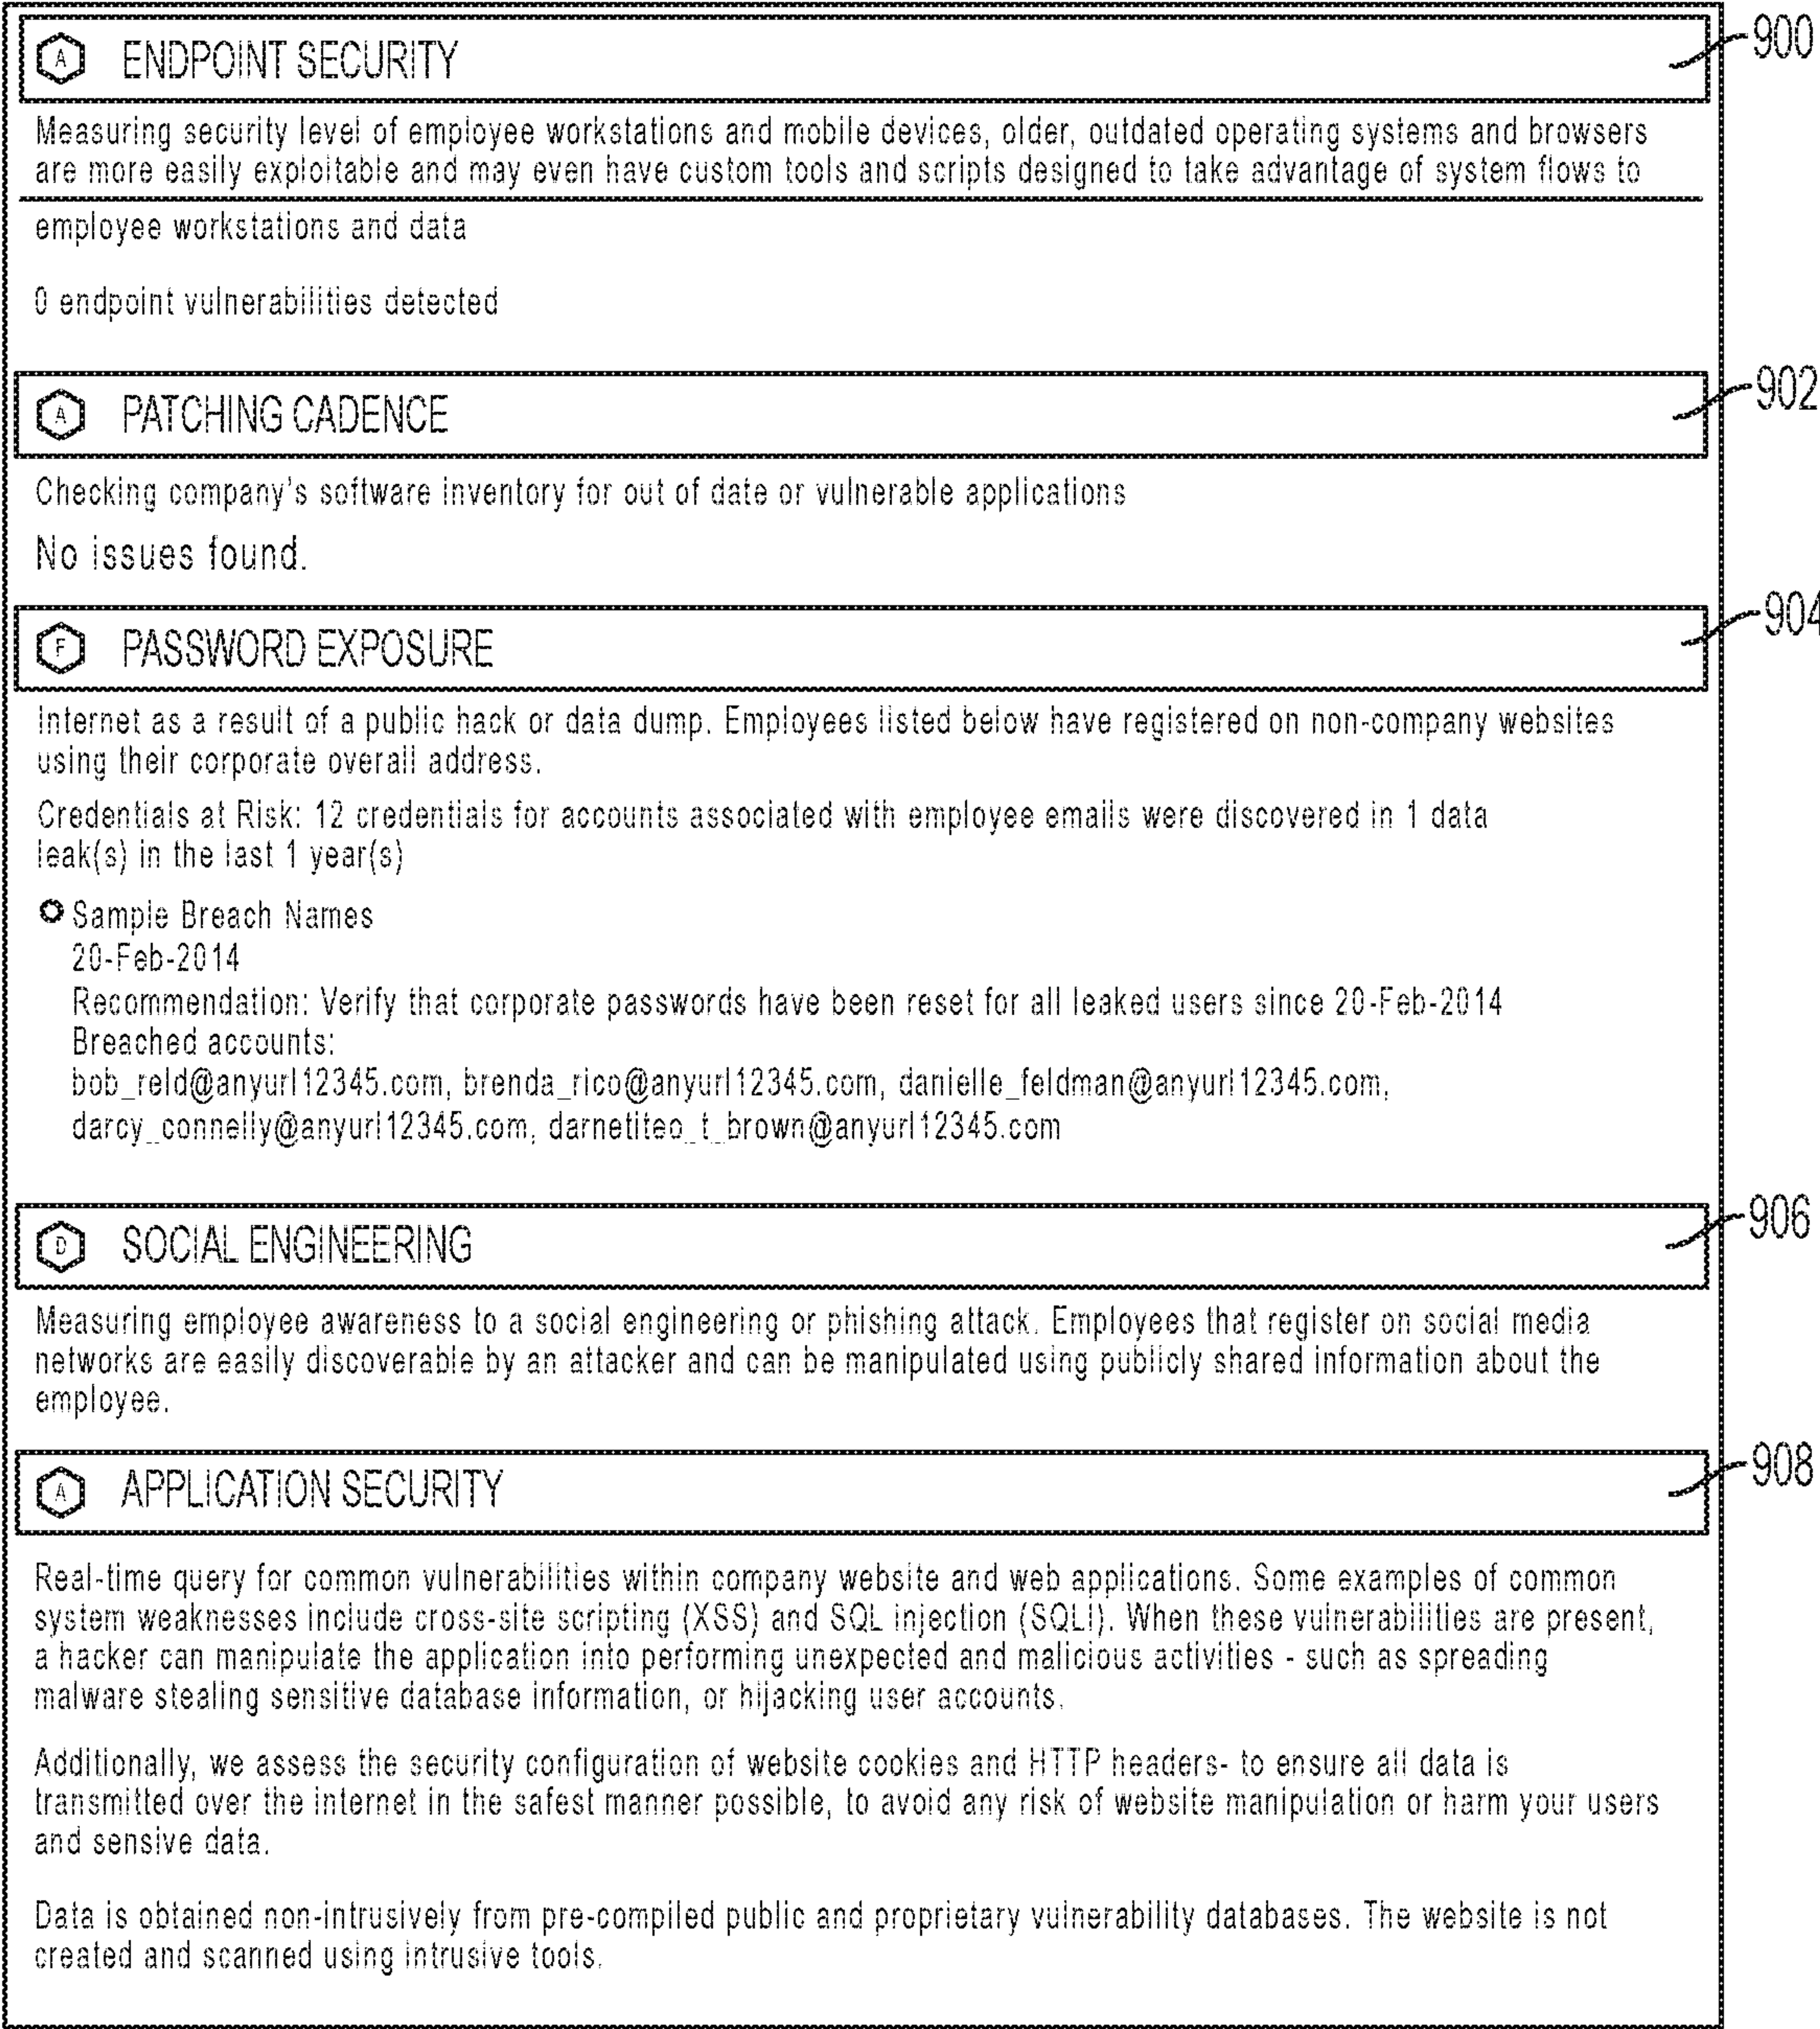 A ENDPOINT SECURITY 900
Measuring security level of employee workstations and mobile devices, older, outdated operating systems and browsers
are more easily exploitable and may even have custom tools and scripts designed to take advantage of system flows to
employee workstations and data
0 endpoint vulnerabilities detected
A PATCHING CADENCE 902
Checking company's software inventory for out of date or vulnerable applications
No issues found.
F PASSWORD EXPOSURE 904
Internet as a result of a public hack or data dump. Employees listed below have registered on non-company websites
using their corporate overall address.
Credentials at Risk: 12 credentials for accounts associated with employee emails were discovered in 1 data
leak(s) in the last 1 year(s)
Sample Breach Names
20-Feb-2014
Recommendation: Verify that corporate passwords have been reset for all leaked users since 20-Feb-2014
Breached accounts:
bob_reld@anyurl12345.com, brenda_rico@anyurl12345.com, danielle_feldman@anyurl12345.com,
darcy_connelly@anyurl12345.com, darnetiteo_t_brown@anyurl12345.com
D SOCIAL ENGINEERING 906
Measuring employee awareness to a social engineering or phishing attack. Employees that register on social media
networks are easily discoverable by an attacker and can be manipulated using publicly shared information about the
employee.
A APPLICATION SECURITY 908
Real-time query for common vulnerabilities within company website and web applications. Some examples of common
system weaknesses include cross-site scripting (XSS) and SQL injection (SQLI). When these vulnerabilities are present,
a hacker can manipulate the application into performing unexpected and malicious activities - such as spreading
malware stealing sensitive database information, or hijacking user accounts.
Additionally, we assess the security configuration of website cookies and HTTP headers- to ensure all data is
transmitted over the internet in the safest manner possible, to avoid any risk of website manipulation or harm your users
and sensive data.
Data is obtained non-intrusively from pre-compiled public and proprietary vulnerability databases. The website is not
created and scanned using intrusive tools.